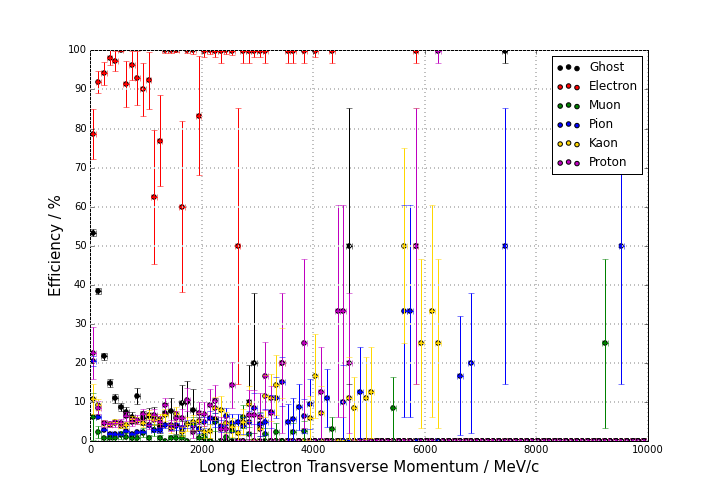 100
90
80
70
60
50
40
30
20
10
0
0
2000
4000
6000
8000
10000
Efficiency / %
Long Electron Transverse Momentum / MeV/c
Ghost
Electron
Muon
Pion
Kaon
Proton